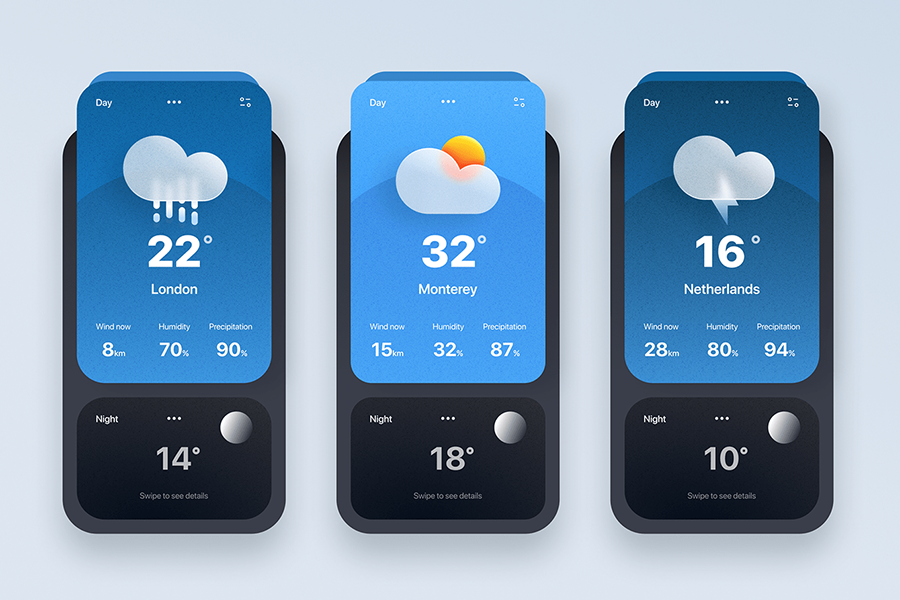 Day
22°
London
Wind now Humidity Precipitation
8km 70% 90%
Night
14°
Swipe to see details
Day
32°
Monterey
Wind now Humidity Precipitation
15km 32% 87%
Night
18°
Swipe to see details
Day
16°
Netherlands
Wind now Humidity Precipitation
28km 80% 94%
Night
10°
Swipe to see details